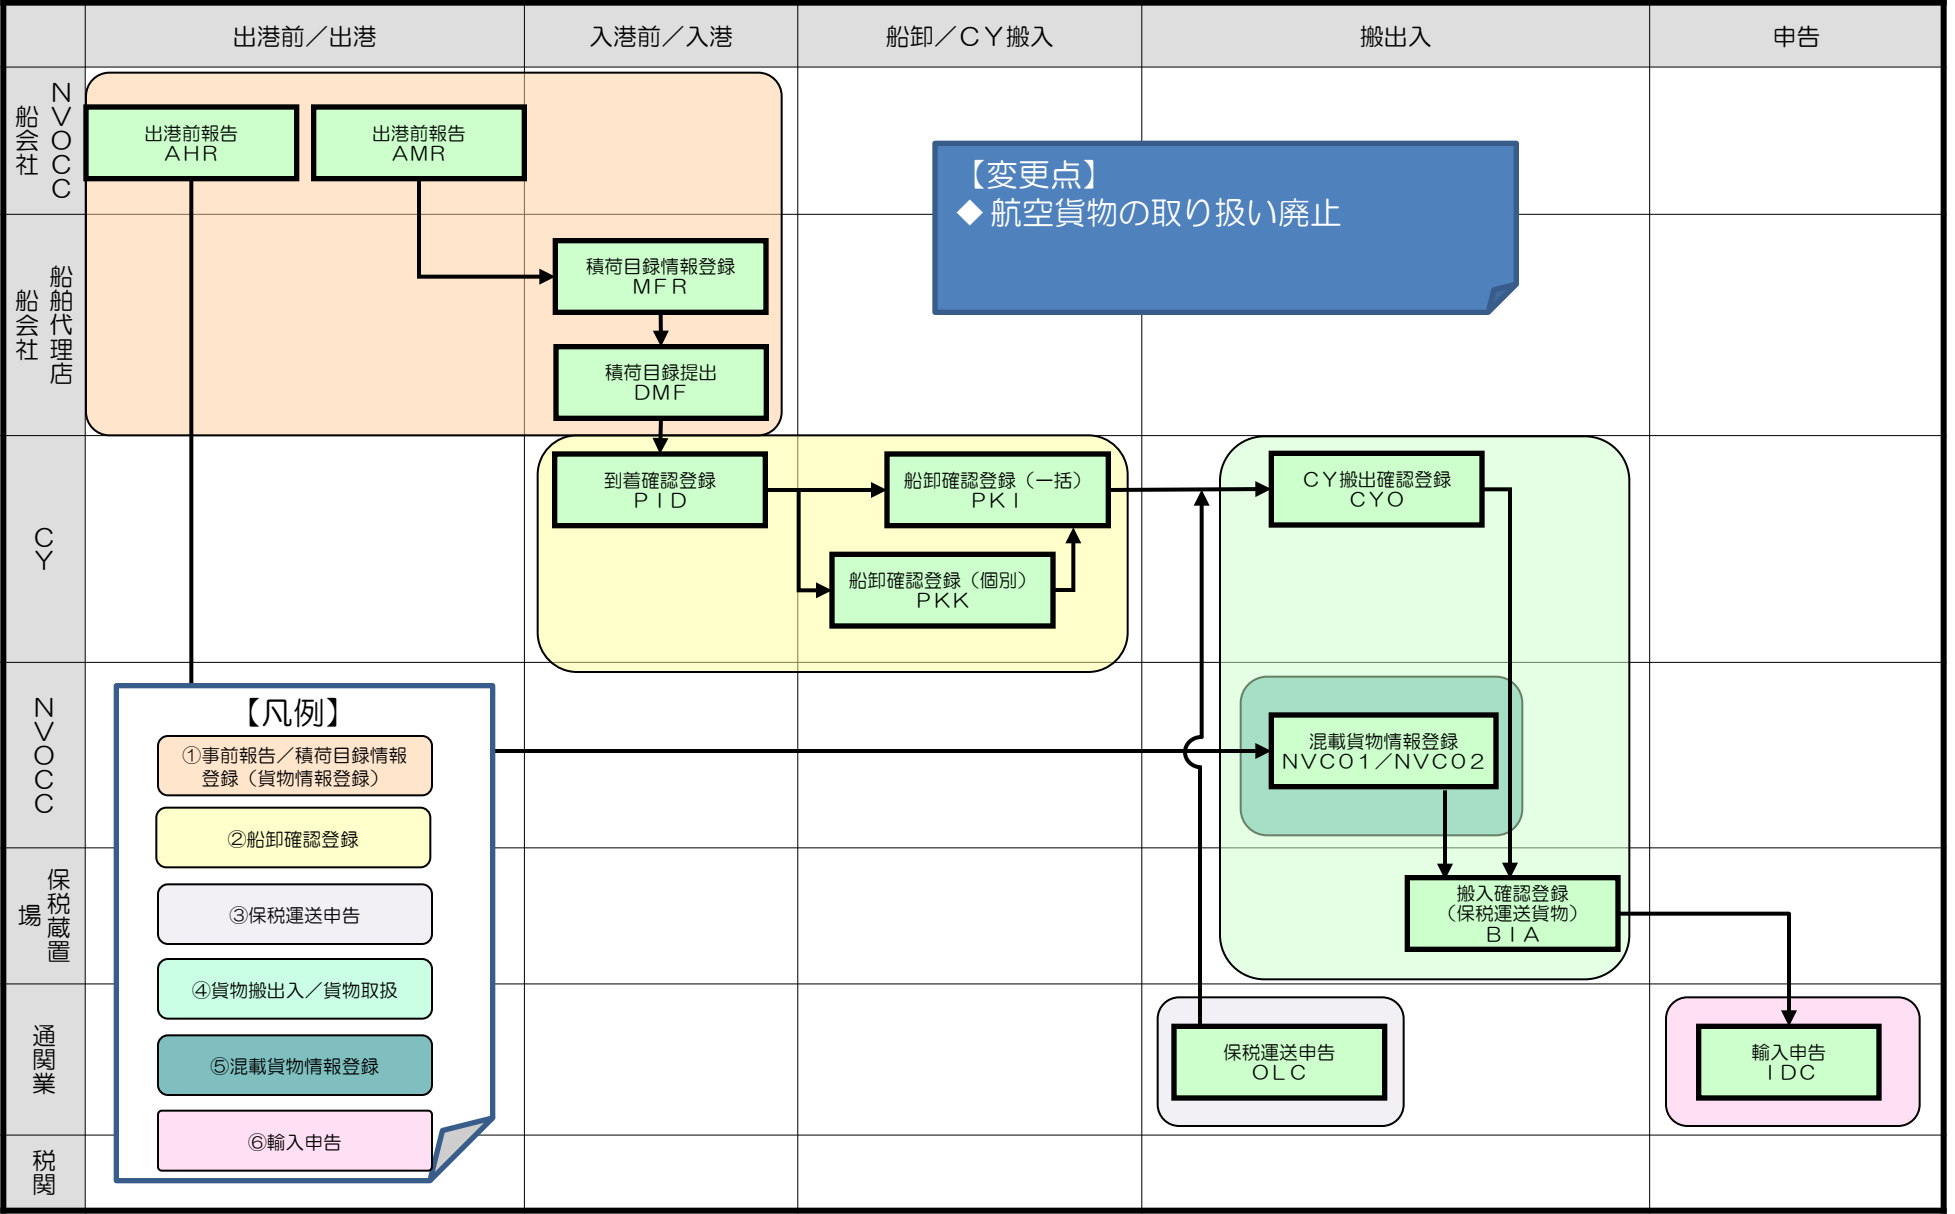 出港前／出港
入港前／入港
船卸／ＣＹ搬入
搬出入
申告
ＮＶＯＣＣ
船会社
出港前報告
ＡＨＲ
出港前報告
ＡＭＲ
【変更点】
◆ 航空貨物の取り扱い廃止
船舶代理店
船会社
積荷目録情報登録
ＭＦＲ
積荷目録提出
ＤＭＦ
ＣＹ
到着確認登録
ＰＩＤ
船卸確認登録（一括）
ＰＫＩ
船卸確認登録（個別）
ＰＫＫ
ＣＹ搬出確認登録
ＣＹＯ
ＮＶＯＣＣ
混載貨物情報登録
ＮＶＣ０１／ＮＶＣ０２
保税蔵置
場
搬入確認登録
（保税運送貨物）
ＢＩＡ
通関業
保税運送申告
ＯＬＣ
輸入申告
ＩＤＣ
税関
【凡例】
①事前報告／積荷目録情報
登録（貨物情報登録）
②船卸確認登録
③保税運送申告
④貨物搬出入／貨物取扱
⑤混載貨物情報登録
⑥輸入申告